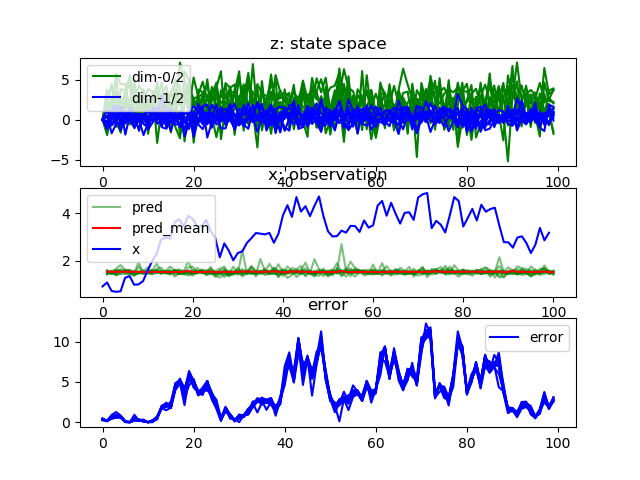 z: state space
5
0
−5
dim-0/2
dim-1/2
0 20 40 60 80 100
x: observation
4
2
pred
pred_mean
x
0 20 40 60 80 100
error
10
5
0
error
0 20 40 60 80 100